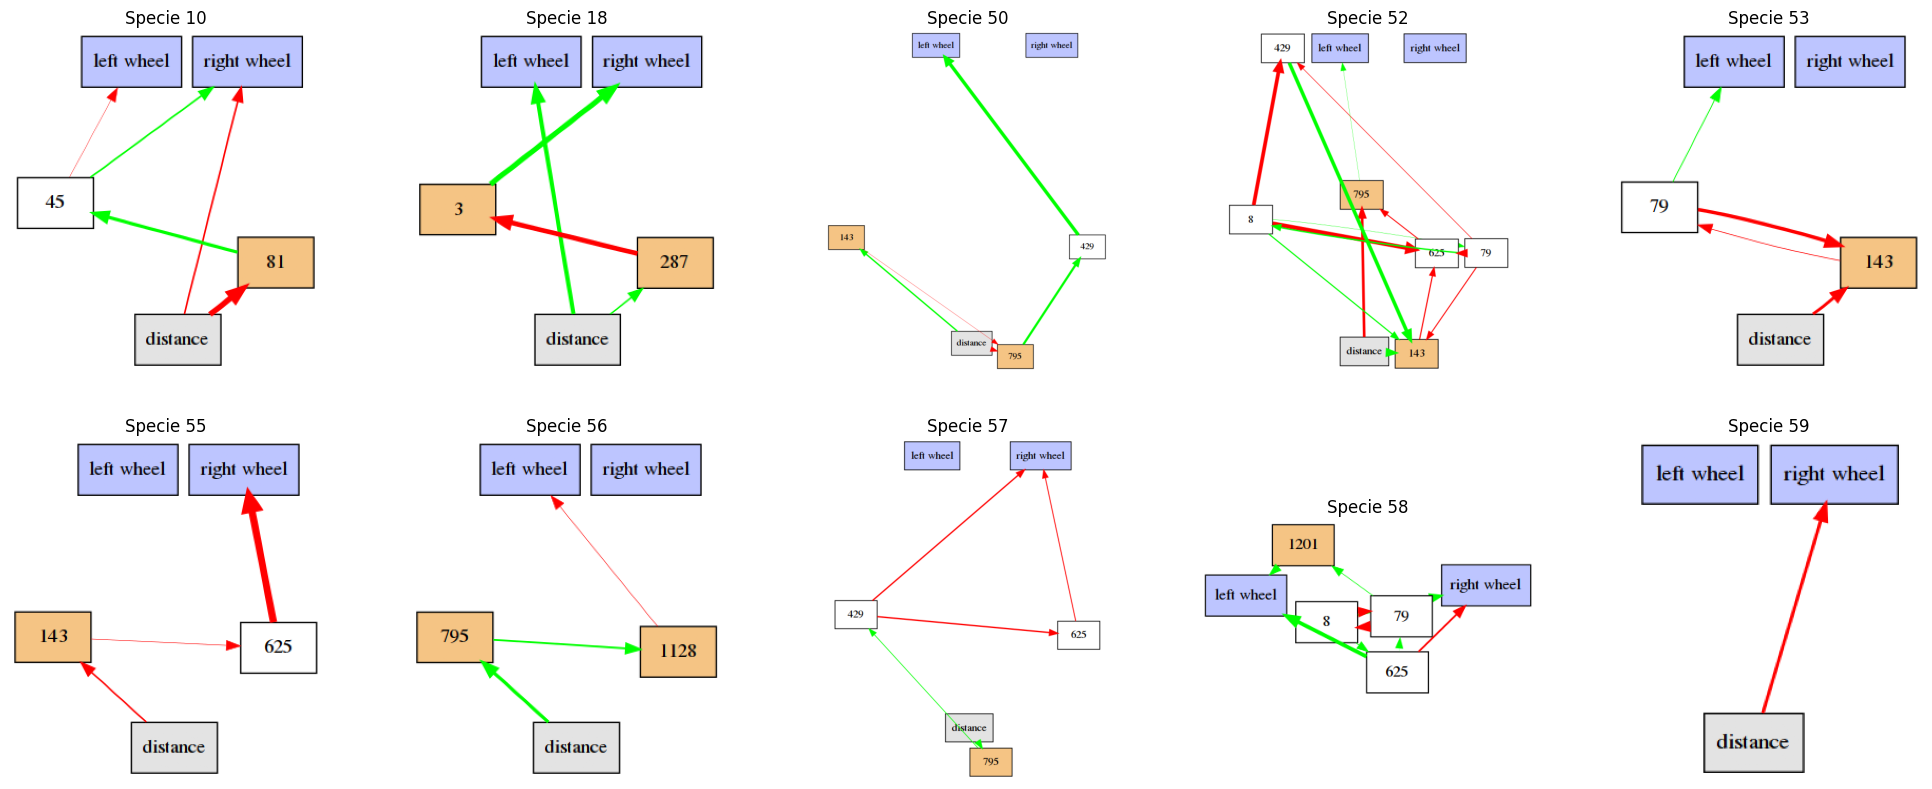 Specie 10
left wheel
right wheel
45
81
distance
Specie 18
left wheel
right wheel
3
287
distance
Specie 50
left wheel
right wheel
143
429
distance
795
Specie 52
429
left wheel
right wheel
795
8
625
79
distance
143
Specie 53
left wheel
right wheel
79
143
distance
Specie 55
left wheel
right wheel
143
625
distance
Specie 56
left wheel
right wheel
795
1128
distance
Specie 57
left wheel
right wheel
429
625
distance
795
Specie 58
1201
left wheel
right wheel
8
79
625
Specie 59
left wheel
right wheel
distance